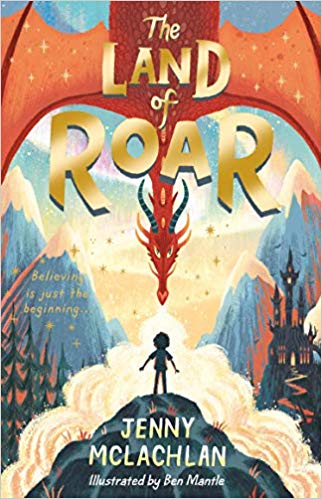 The
LAND
of
ROAR
Believing
is just the
beginning...
JENNY
MCLACHLAN
Illustrated by Ben Mantle